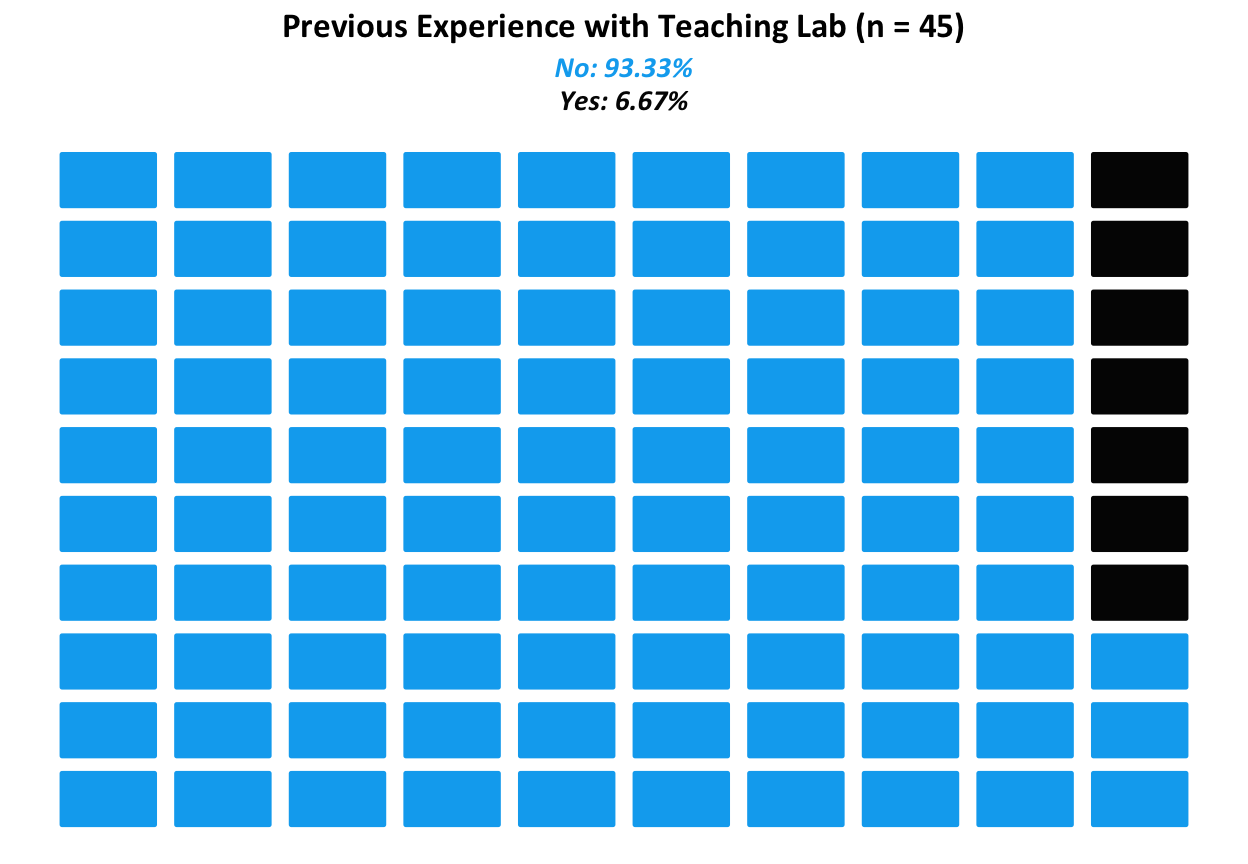 Previous Experience with Teaching Lab (n = 45)
No: 93.33%
Yes: 6.67%